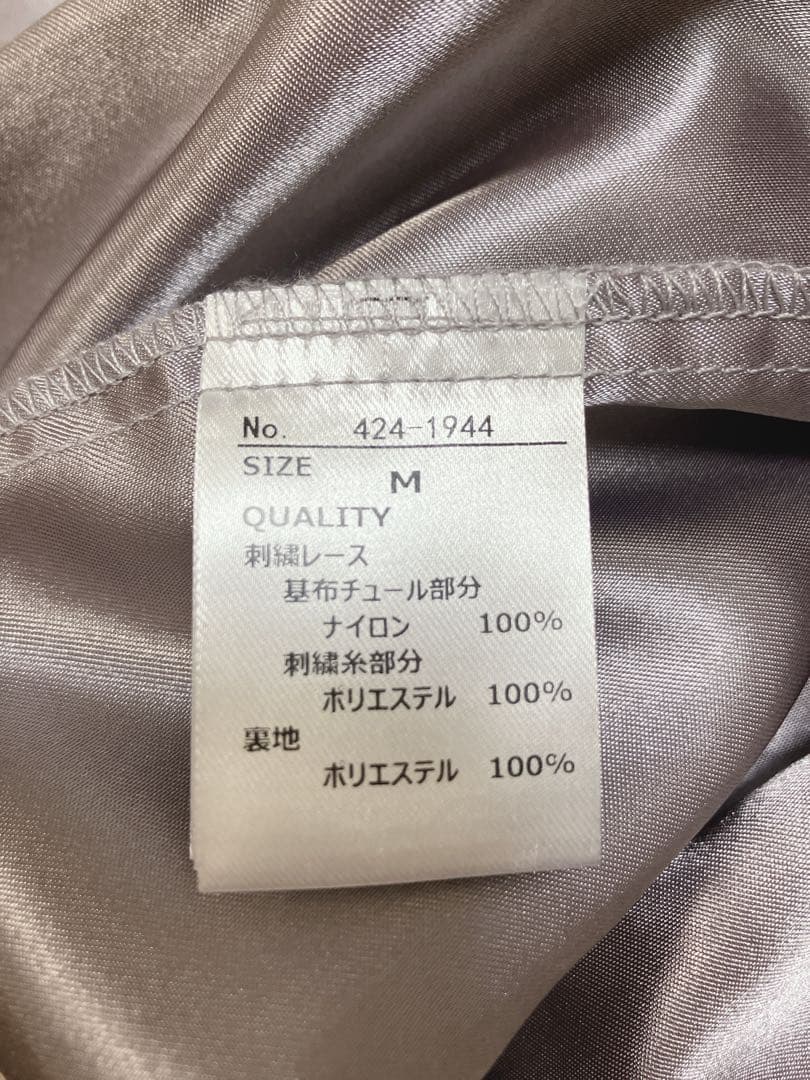 No. 424-1944
SIZE M
QUALITY
刺繍レース
基布チュール部分
ナイロン 100%
刺繍糸部分
ポリエステル 100%
裏地
ポリエステル 100%